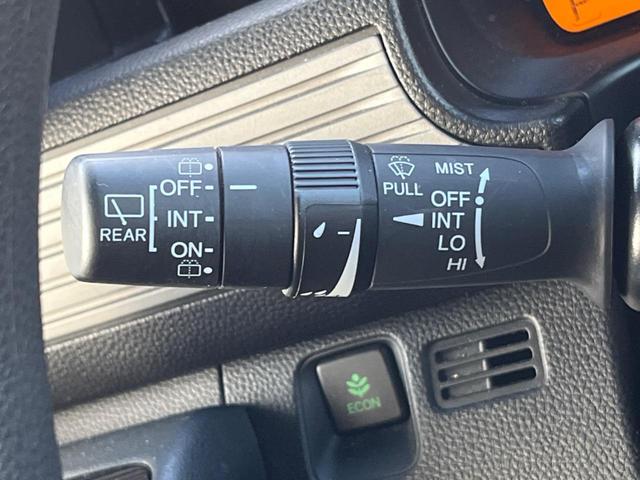 OFF
INT
REAR
ON
PULL
MIST
OFF
INT
LO
HI
ECON